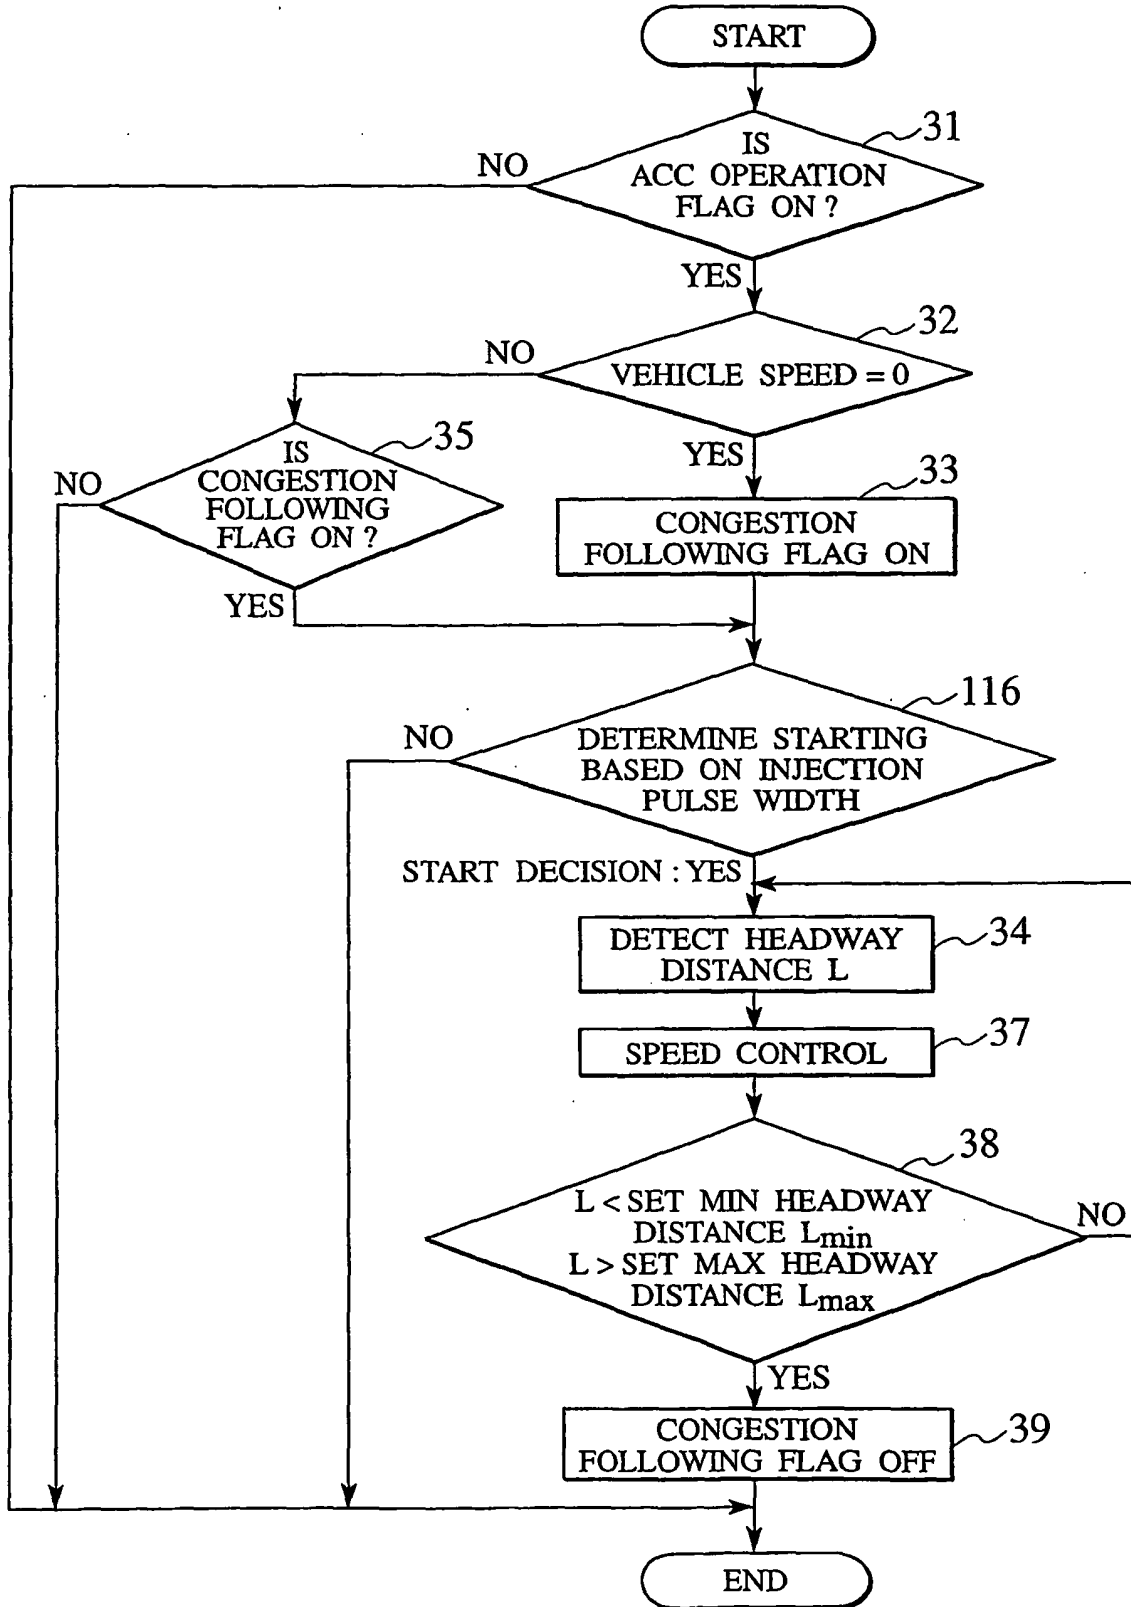 START
31
IS
ACC OPERATION
FLAG ON ?
NO
YES
32
VEHICLE SPEED = 0
NO
YES
35
IS
CONGESTION
FOLLOWING
FLAG ON ?
NO
YES
33
CONGESTION
FOLLOWING FLAG ON
116
DETERMINE STARTING
BASED ON INJECTION
PULSE WIDTH
NO
START DECISION : YES
34
DETECT HEADWAY
DISTANCE L
37
SPEED CONTROL
38
L < SET MIN HEADWAY
DISTANCE Lmin
L > SET MAX HEADWAY
DISTANCE Lmax
NO
YES
39
CONGESTION
FOLLOWING FLAG OFF
END